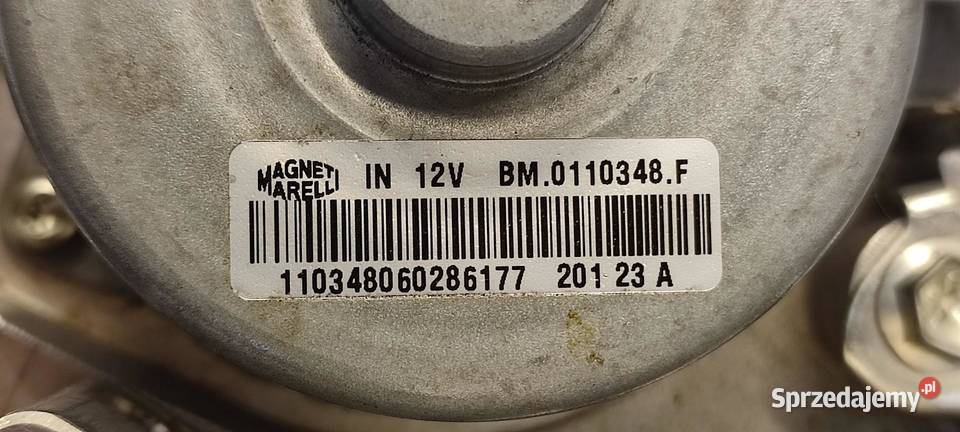 MAGNETI MARELLI IN 12V BM.0110348.F
110348060286177 201 23 A
Sprzedajemy.pl